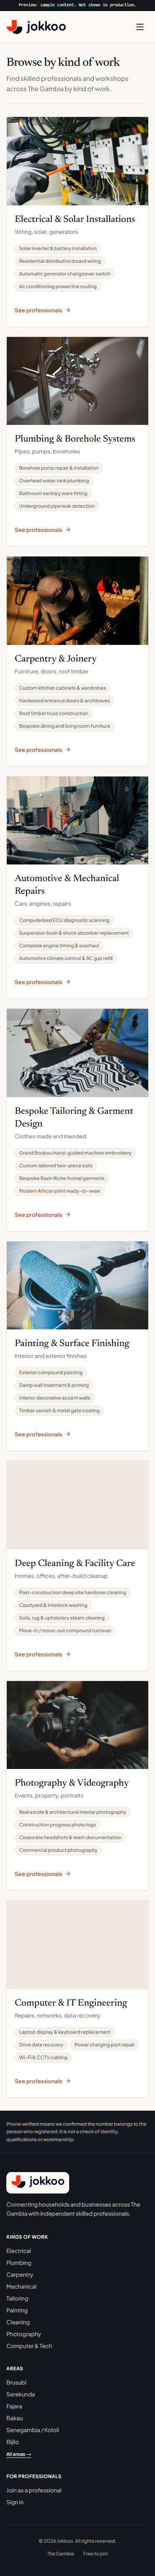 Preview: sample content. Not shown in production.
jokkoo
Browse by kind of work
Find skilled professionals and workshops
across The Gambia by kind of work.
Electrical & Solar Installations
Wiring, solar, generators
Solar inverter & battery installation
Residential distribution board wiring
Automatic generator changeover switch
Air conditioning power line routing
See professionals →
Plumbing & Borehole Systems
Pipes, pumps, boreholes
Borehole pump repair & installation
Overhead water tank plumbing
Bathroom sanitary ware fitting
Underground pipe leak detection
See professionals →
Carpentry & Joinery
Furniture, doors, roof timber
Custom kitchen cabinets & wardrobes
Hardwood entrance doors & architraves
Roof timber truss construction
Bespoke dining and living room furniture
See professionals →
Automotive & Mechanical
Repairs
Cars, engines, repairs
Computerized ECU diagnostic scanning
Suspension bush & shock absorber replacement
Complete engine timing & overhaul
Automotive climate control & AC gas refill
See professionals →
Bespoke Tailoring & Garment
Design
Clothes made and mended
Grand Boubou hand-guided machine embroidery
Custom tailored two-piece suits
Bespoke Bazin Riche formal garments
Modern African print ready-to-wear
See professionals →
Painting & Surface Finishing
Interior and exterior finishes
Exterior compound painting
Damp wall treatment & priming
Interior decorative accent walls
Timber varnish & metal gate coating
See professionals →
Deep Cleaning & Facility Care
Homes, offices, after-build cleanup
Post-construction deep site handover cleaning
Courtyard & interlock washing
Sofa, rug & upholstery steam cleaning
Move-in / move-out compound turnover
See professionals →
Photography & Videography
Events, property, portraits
Real estate & architectural interior photography
Construction progress photo logs
Corporate headshots & team documentation
Commercial product photography
See professionals →
Computer & IT Engineering
Repairs, networks, data recovery
Laptop display & keyboard replacement
Drive data recovery Power charging port repair
Wi-Fi & CCTV cabling
See professionals →
Phone verified means we confirmed the number belongs to the
person who registered. It is not a check of identity,
qualifications or workmanship.
jokkoo
Connecting households and businesses across The
Gambia with independent skilled professionals.
KINDS OF WORK
Electrical
Plumbing
Carpentry
Mechanical
Tailoring
Painting
Cleaning
Photography
Computer & Tech
AREAS
Brusubi
Serekunda
Fajara
Bakau
Senegambia / Kololi
Bijilo
All areas →
FOR PROFESSIONALS
Join as a professional
Sign in
© 2026 Jokkoo. All rights reserved.
The Gambia Free to join